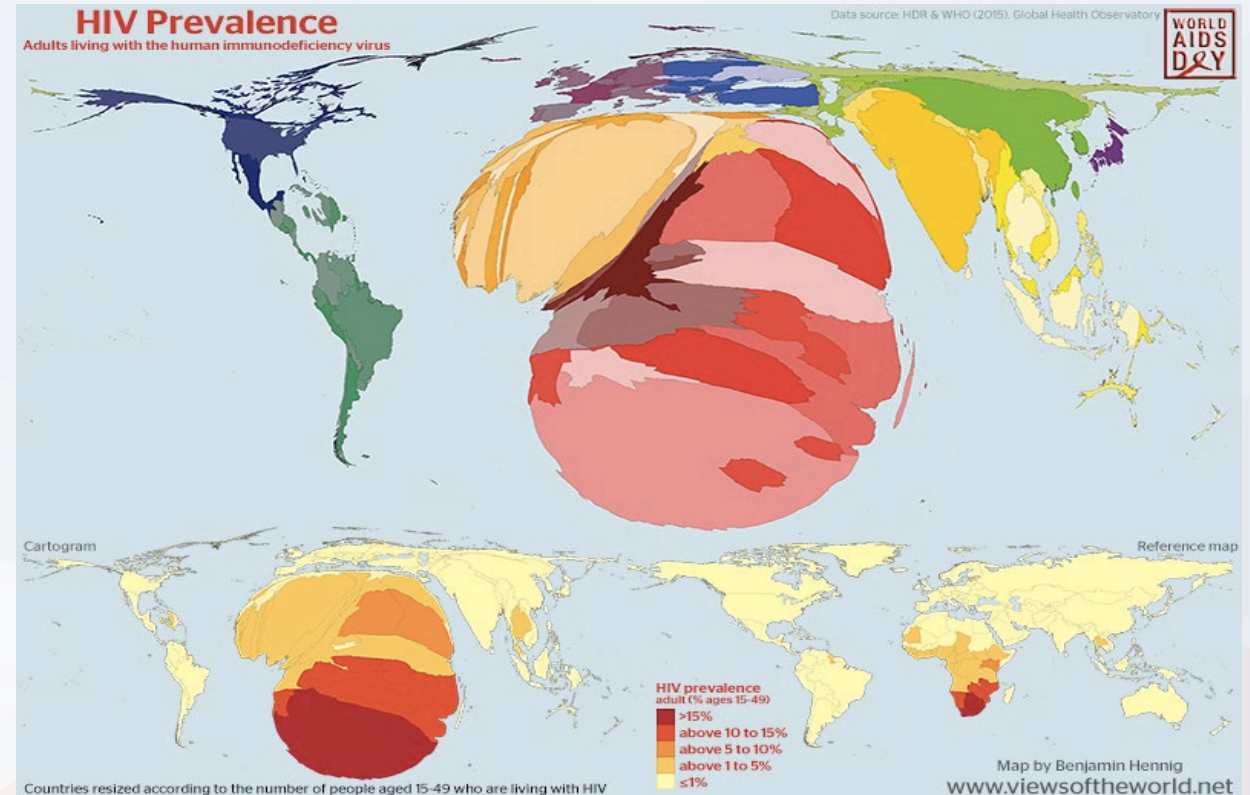 HIV Prevalence
Adults living with the human immunodeficiency virus
Data source: HDR & WHO (2015). Global Health Observatory
WORLD
AIDS
DAY
Cartogram
Reference map
HIV prevalence
adult (% ages 15-49)
>15%
above 10 to 15%
above 5 to 10%
above 1 to 5%
≤1%
Countries resized according to the number of people aged 15-49 who are living with HIV
Map by Benjamin Hennig
www.viewsoftheworld.net